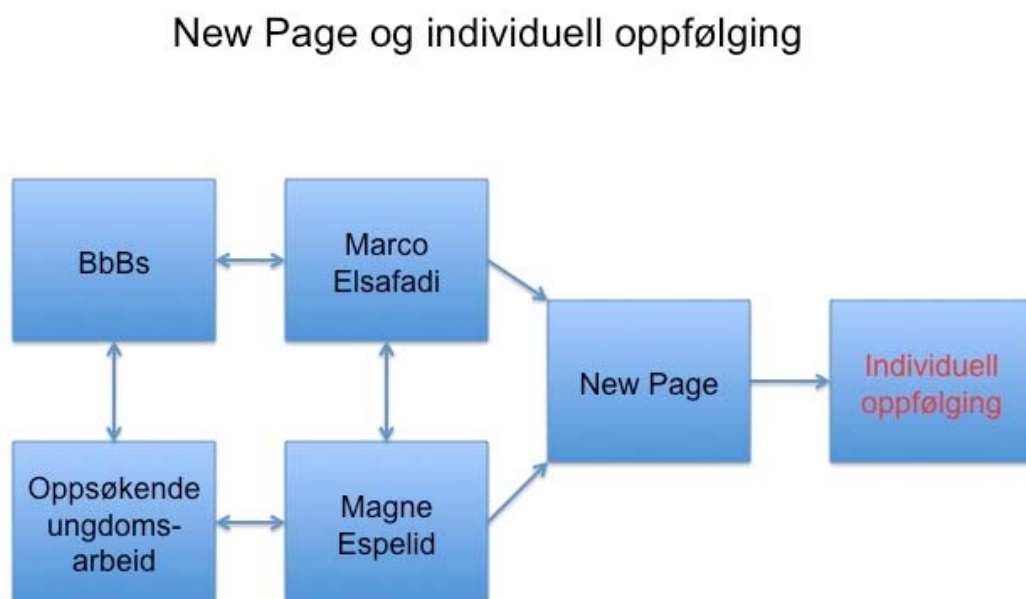 New Page og individuell oppfølging
BbBs
Marco
Elsafadi
New Page
Individuell
oppfølging
Oppsøkende
ungdoms-
arbeid
Magne
Espelid